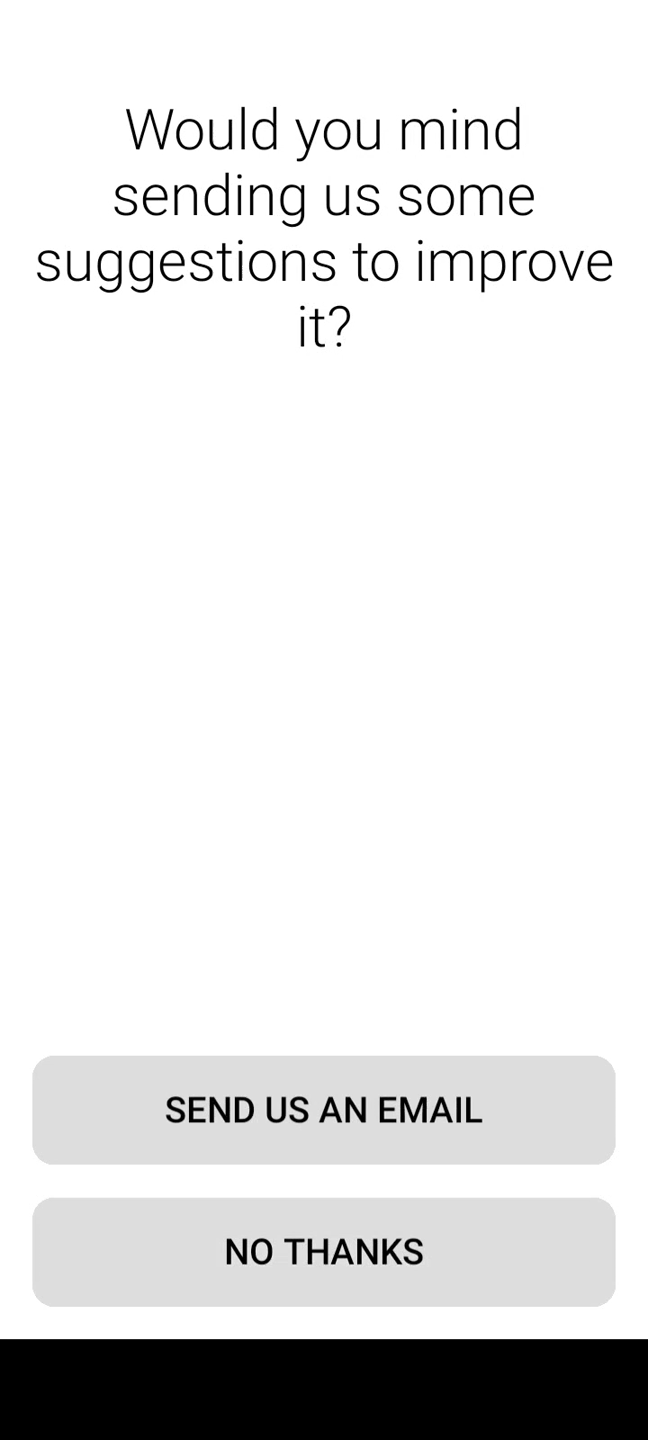 Would you mind
sending us some
suggestions to improve
it?
SEND US AN EMAIL
NO THANKS